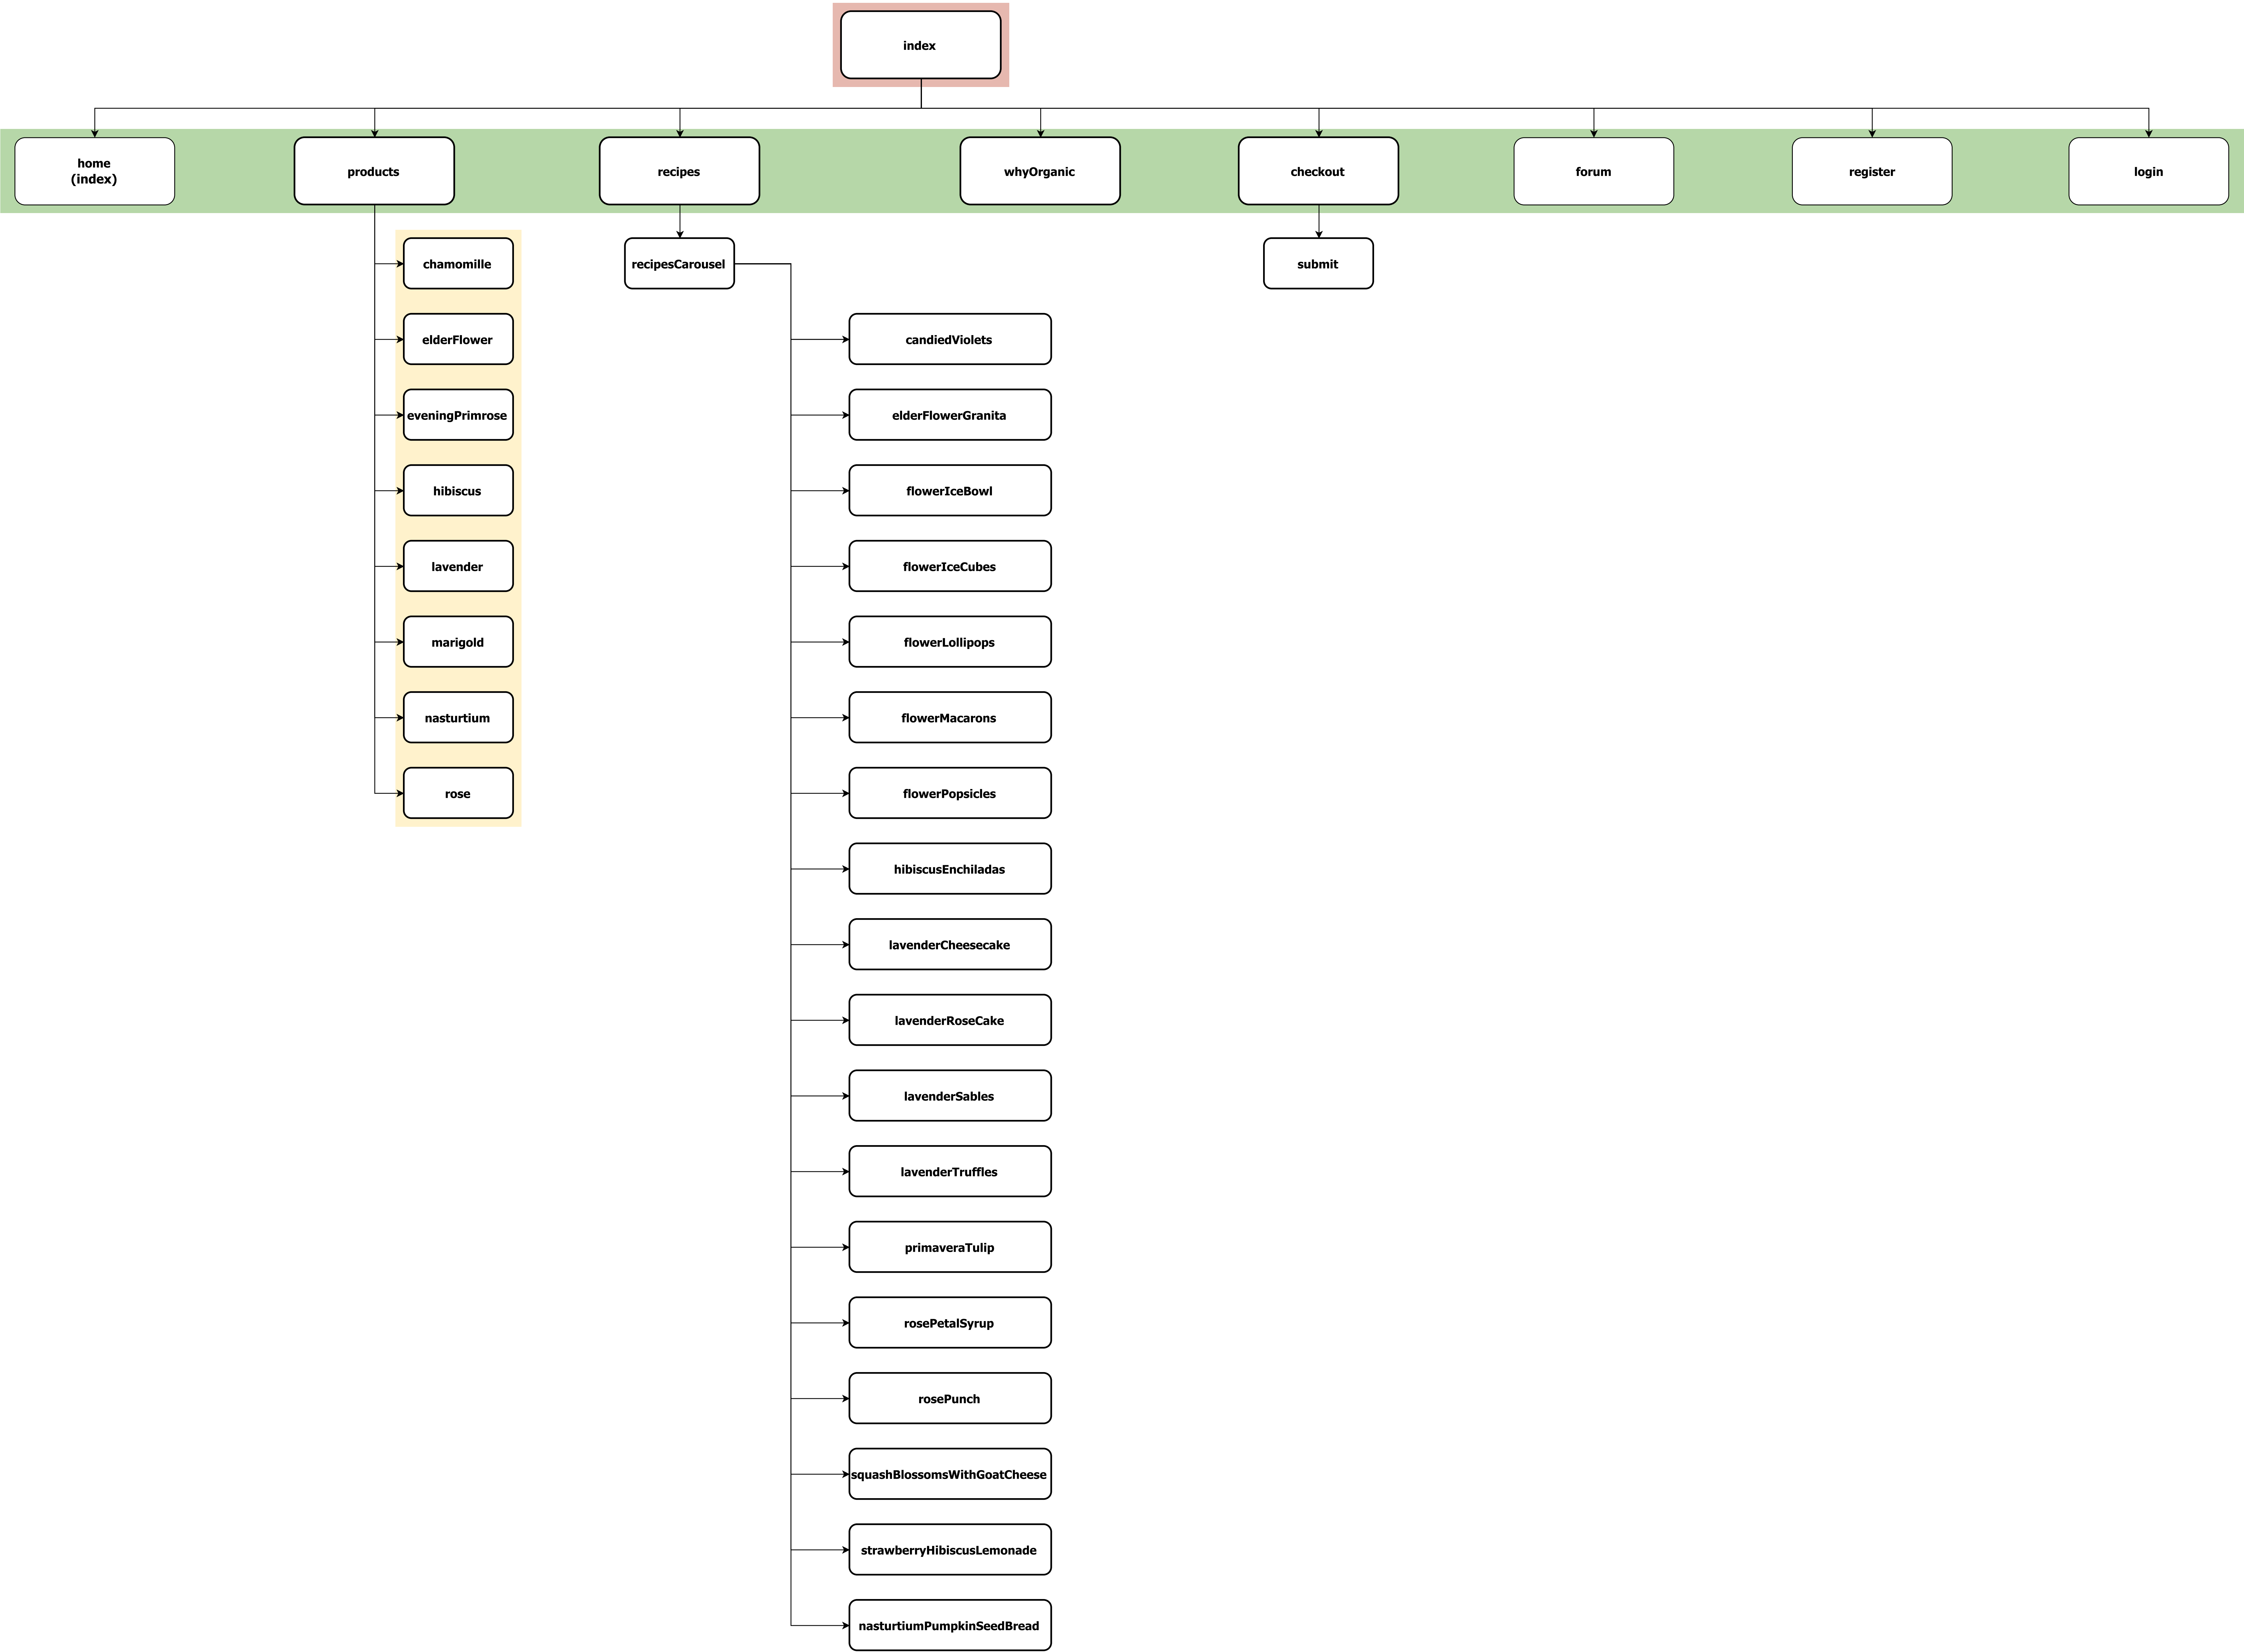 index
home
(index)
products
recipes
whyOrganic
checkout
forum
register
login
chamomille
recipesCarousel
submit
elderFlower
candiedViolets
eveningPrimrose
elderFlowerGranita
hibiscus
flowerIceBowl
lavender
flowerIceCubes
marigold
flowerLollipops
nasturtium
flowerMacarons
rose
flowerPopsicles
hibiscusEnchiladas
lavenderCheesecake
lavenderRoseCake
lavenderSables
lavenderTruffles
primaveraTulip
rosePetalSyrup
rosePunch
squashBlossomsWithGoatCheese
strawberryHibiscusLemonade
nasturtiumPumpkinSeedBread